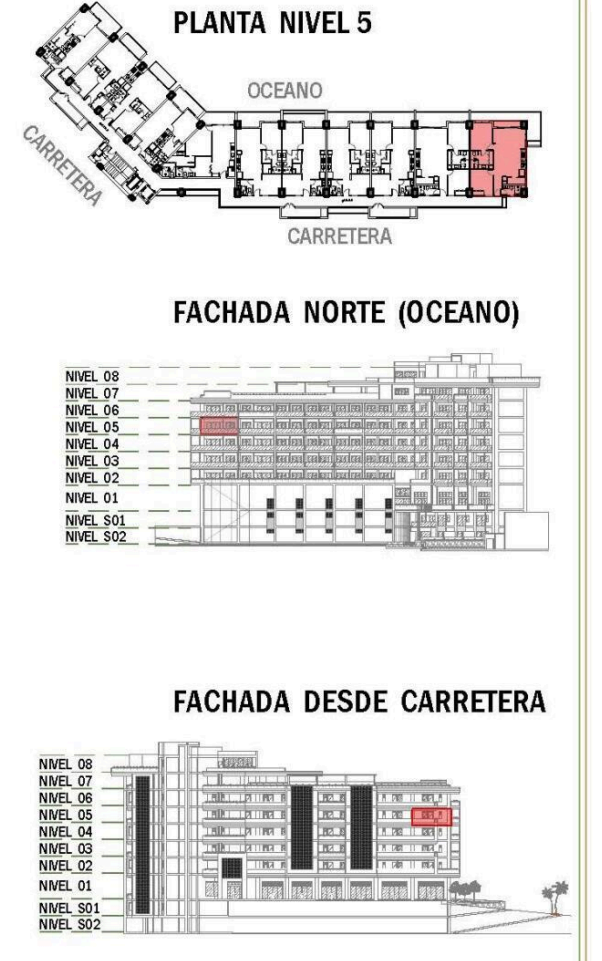 PLANTA NIVEL 5
OCEANO
CARRETERA
CARRETERA
FACHADA NORTE (OCEANO)
NIVEL 08
NIVEL 07
NIVEL 06
NIVEL 05
NIVEL 04
NIVEL 03
NIVEL 02
NIVEL 01
NIVEL S01
NIVEL S02
FACHADA DESDE CARRETERA
NIVEL 08
NIVEL 07
NIVEL 06
NIVEL 05
NIVEL 04
NIVEL 03
NIVEL 02
NIVEL 01
NIVEL S01
NIVEL S02